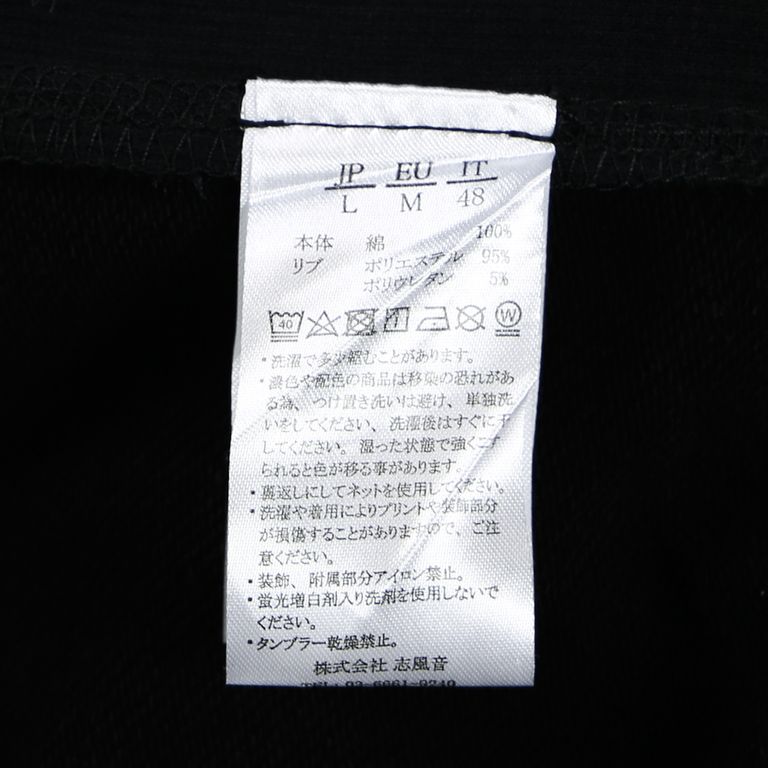 JP EU IT
L M 48
本体 綿 100%
リブ ポリエステル 95%
ポリウレタン 5%
40 W
・洗濯で多少縮むことがあります。
・濃色や配色の商品は移染の恐れがあ
る為、つけ置き洗いは避け、単独洗
いをしてください、洗濯後はすぐに干
してください。湿った状態で強くこす
られると色が移る事があります。
・裏返しにしてネットを使用してください。
・洗濯や着用によりプリントや装飾部分
が損傷することがありますので、ご注
意ください。
・装飾、附属部分アイロン禁止。
・蛍光増白剤入り洗剤を使用しないで
ください。
・タンブラー乾燥禁止。
株式会社 志風音